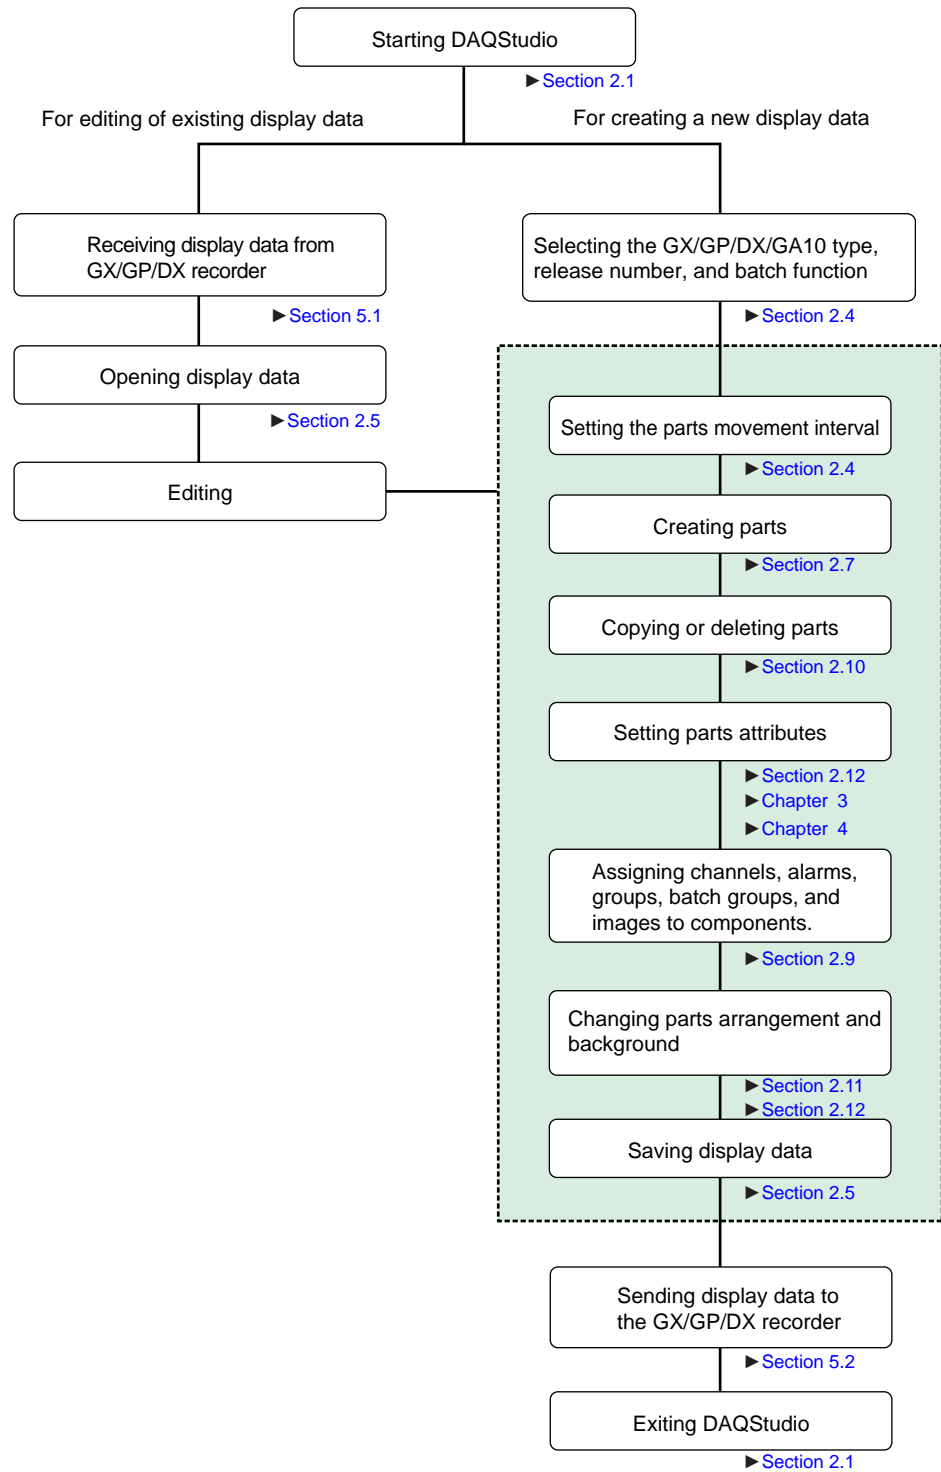 Starting DAQStudio
►Section 2.1
For editing of existing display data
For creating a new display data
Receiving display data from
GX/GP/DX recorder
►Section 5.1
Opening display data
►Section 2.5
Editing
Selecting the GX/GP/DX/GA10 type,
release number, and batch function
►Section 2.4
Setting the parts movement interval
►Section 2.4
Creating parts
►Section 2.7
Copying or deleting parts
►Section 2.10
Setting parts attributes
►Section 2.12
►Chapter 3
►Chapter 4
Assigning channels, alarms,
groups, batch groups, and
images to components.
►Section 2.9
Changing parts arrangement and
background
►Section 2.11
►Section 2.12
Saving display data
►Section 2.5
Sending display data to
the GX/GP/DX recorder
►Section 5.2
Exiting DAQStudio
►Section 2.1